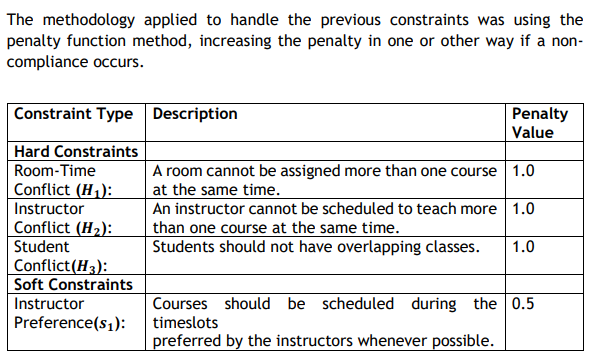 The methodology applied to handle the previous constraints was using the
penalty function method, increasing the penalty in one or other way if a non-
compliance occurs.
Constraint Type Description Penalty
Value
Hard Constraints
Room-Time A room cannot be assigned more than one course 1.0
Conflict (H₁): at the same time.
Instructor An instructor cannot be scheduled to teach more 1.0
Conflict (H₂): than one course at the same time.
Student Students should not have overlapping classes. 1.0
Conflict(H₃):
Soft Constraints
Instructor Courses should be scheduled during the 0.5
Preference(s₁): timeslots
preferred by the instructors whenever possible.